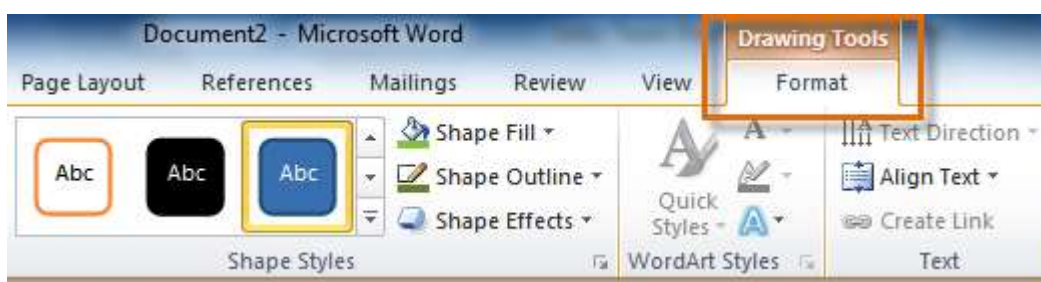 Document2 - Microsoft Word
Drawing Tools
Page Layout References Mailings Review View Format
Abc Abc Abc
Shape Fill
Shape Outline
Shape Effects
Shape Styles
A
Quick
Styles
A
A
WordArt Styles
Text Direction
Align Text
Create Link
Text